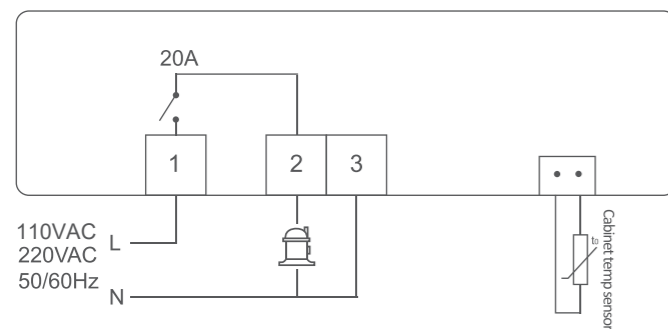 20A
1
2
3
110VAC
220VAC
50/60Hz
L
N
Cabinet temp sensor